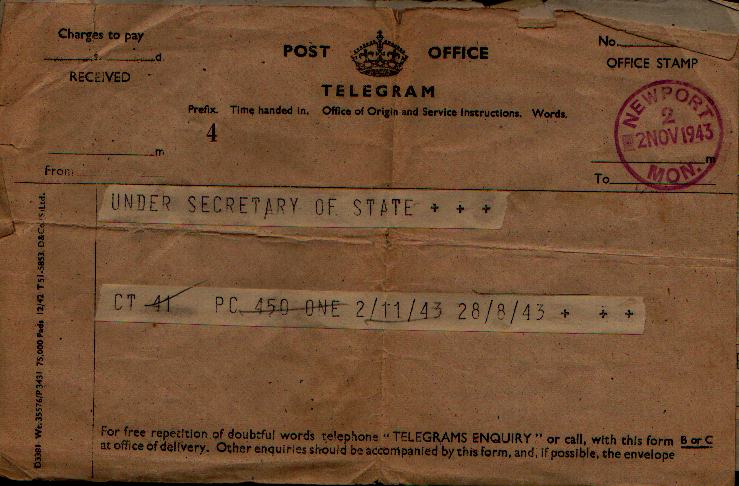 Charges to pay
s. d.
RECEIVED
POST OFFICE
TELEGRAM
No.
OFFICE STAMP
Prefix. Time handed in. Office of Origin and Service Instructions. Words.
4
NEWPORT
2
2 NOV 1943
MON.
m
m
From
To
UNDER SECRETARY OF STATE + + +
CT 41 PC 450 ONE 2/11/43 28/8/43 + + +
For free repetition of doubtful words telephone "TELEGRAMS ENQUIRY" or call, with this form B or C
at office of delivery. Other enquiries should be accompanied by this form, and, if possible, the envelope